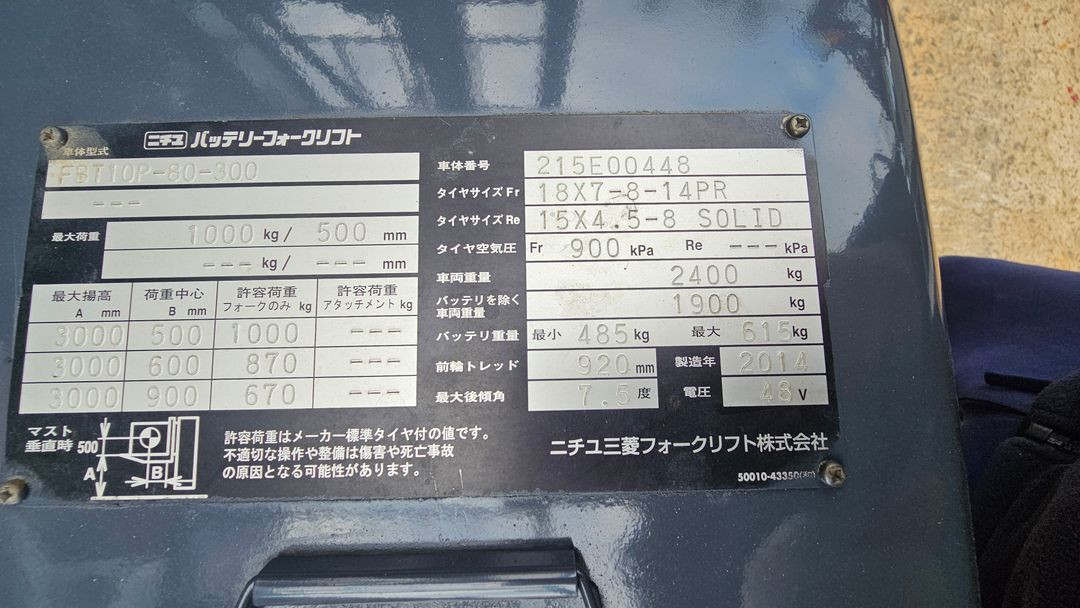 ニチユ バッテリーフォークリフト
車体型式
FBT10P-80-300
---
最大荷重 1000 kg/ 500 mm
--- kg/ --- mm
最大揚高 A mm 荷重中心 B mm 許容荷重 フォークのみ kg 許容荷重 アタッチメント kg
3000 500 1000 ---
3000 600 870 ---
3000 900 670 ---
車体番号 215E00448
タイヤサイズ Fr 18X7-8-14PR
タイヤサイズ Re 15X4.5-8 SOLID
タイヤ空気圧 Fr 900 kPa Re --- kPa
車両重量 2400 kg
バッテリを除く車両重量 1900 kg
バッテリ重量 最小 485 kg 最大 615 kg
前輪トレッド 920 mm 製造年 2014
最大後傾角 7.5 度 電圧 48 V
マスト
垂直時 500
A B
許容荷重はメーカー標準タイヤ付の値です。
不適切な操作や整備は傷害や死亡事故
の原因となる可能性があります。
ニチユ三菱フォークリフト株式会社
50010-43350